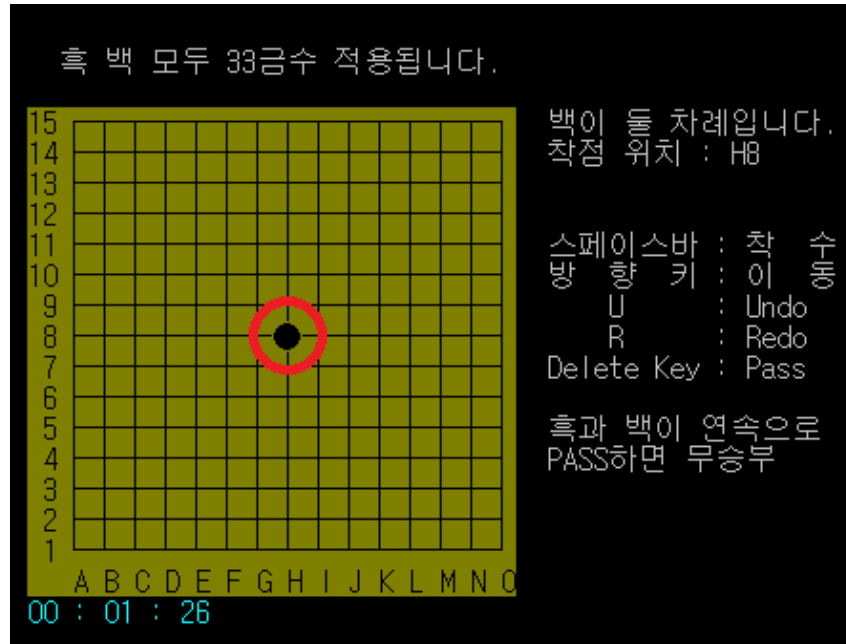 흑 백 모두 33금수 적용됩니다.
15
14
13
12
11
10
9
8
7
6
5
4
3
2
1
A B C D E F G H I J K L M N O
00 : 01 : 26
백이 둘 차례입니다.
착점 위치 : H8
스페이스바 : 착 수
방 향 키 : 이 동
U : Undo
R : Redo
Delete Key : Pass
흑과 백이 연속으로
PASS하면 무승부